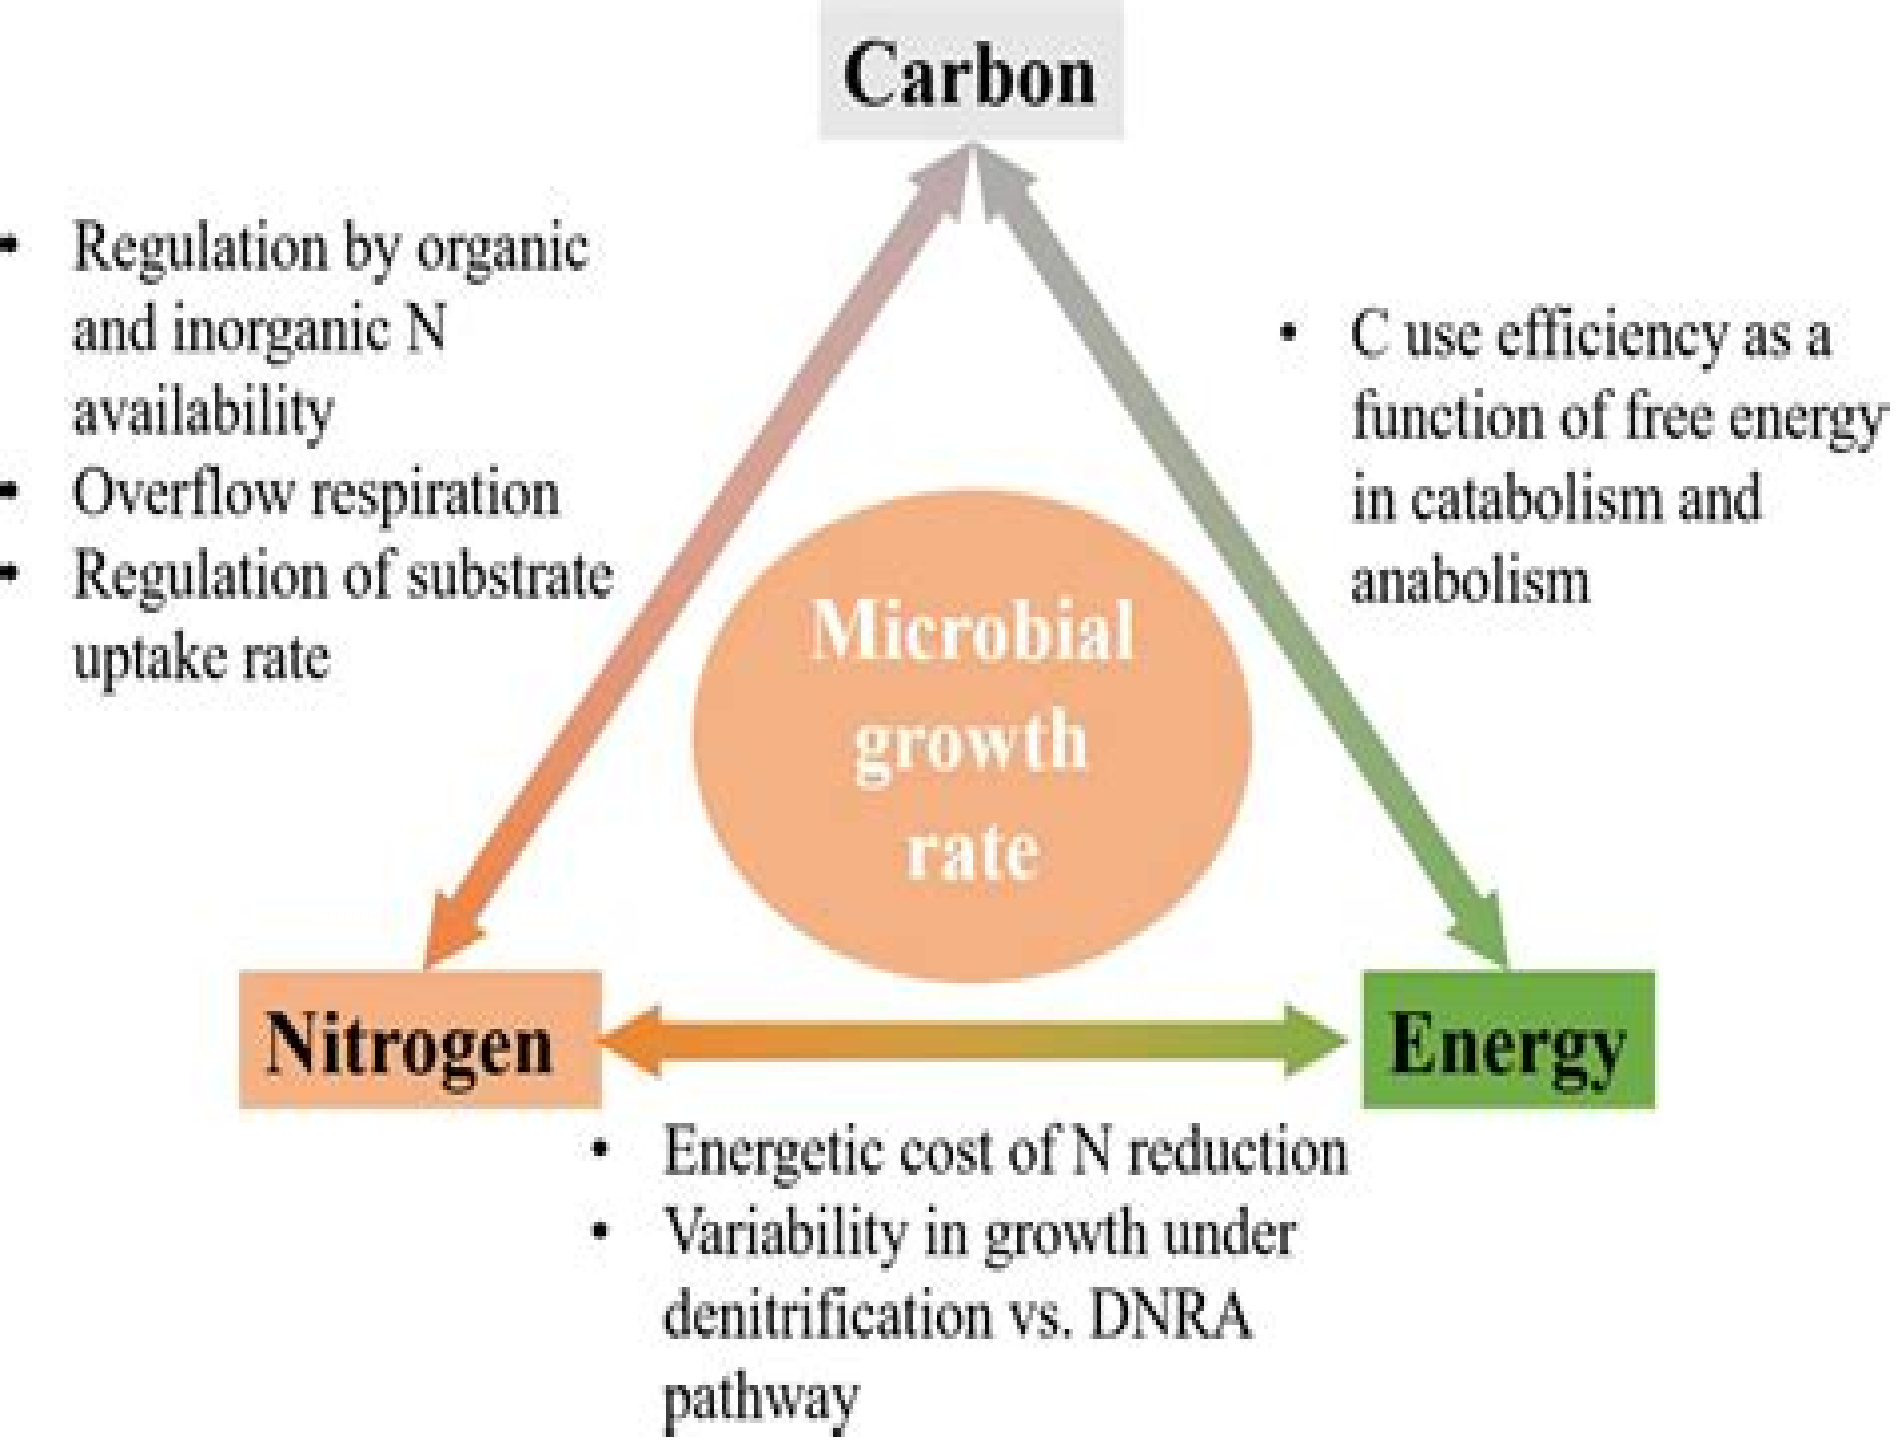 Carbon
• Regulation by organic
and inorganic N
availability
• Overflow respiration
• Regulation of substrate
uptake rate
• C use efficiency as a
function of free energy
in catabolism and
anabolism
Microbial
growth
rate
Nitrogen
Energy
• Energetic cost of N reduction
• Variability in growth under
denitrification vs. DNRA
pathway